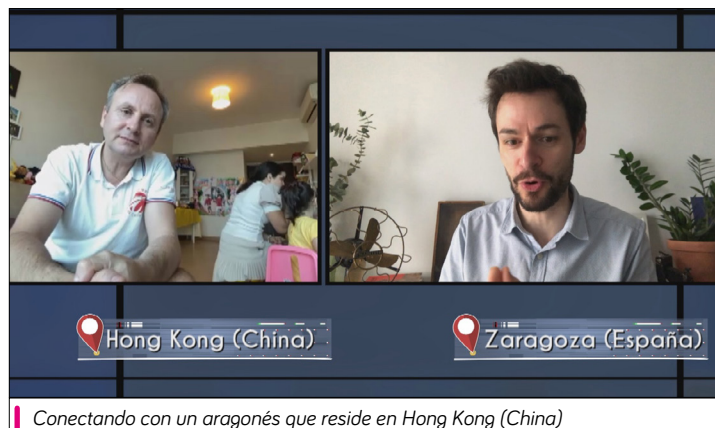 Hong Kong (China)
Zaragoza (España)
Conectando con un aragonés que reside en Hong Kong (China)